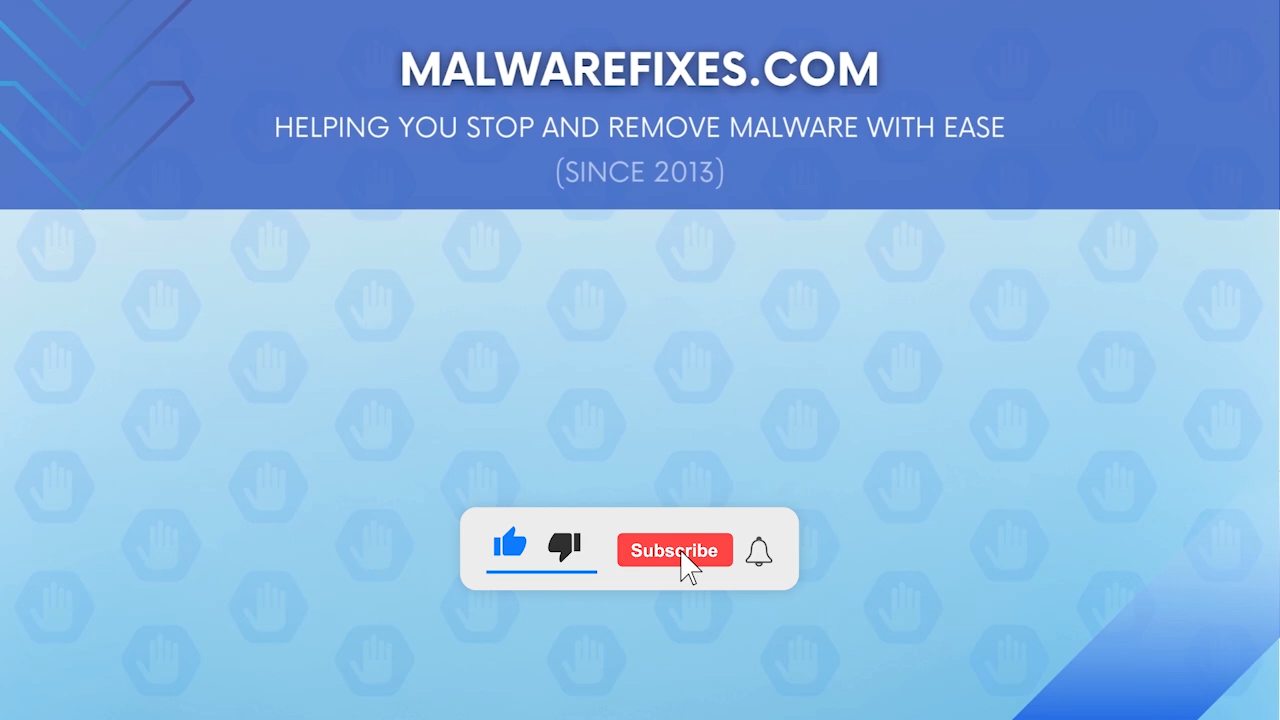 MALWAREFIXES.COM
HELPING YOU STOP AND REMOVE MALWARE WITH EASE
(SINCE 2013)
Subscribe